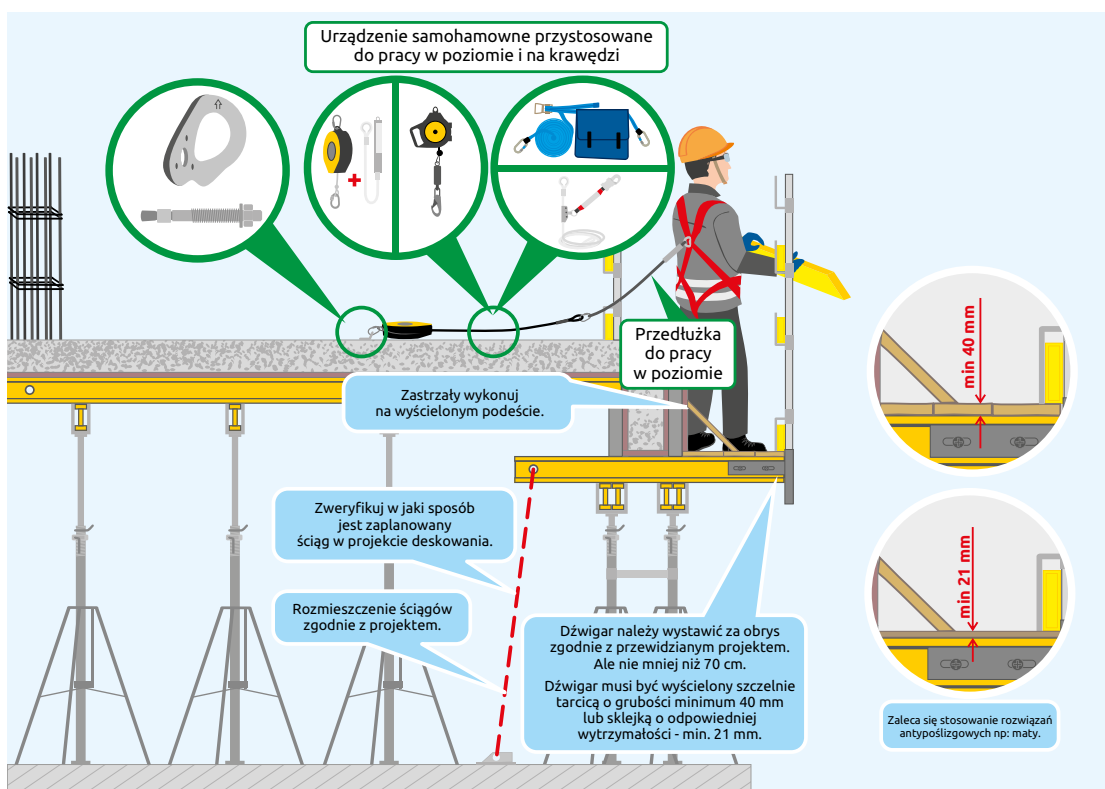 Urządzenie samohamowne przystosowane
do pracy w poziomie i na krawędzi
+
Przedłużka
do pracy
w poziomie
Zastrzały wykonuj
na wyścielonym podeście.
min 40 mm
Zweryfikuj w jaki sposób
jest zaplanowany
ściąg w projekcie deskowania.
Rozmieszczenie ściągów
zgodnie z projektem.
Dźwigar należy wystawić za obrys
zgodnie z przewidzianym projektem.
Ale nie mniej niż 70 cm.
Dźwigar musi być wyścielony szczelnie
tarcicą o grubości minimum 40 mm
lub sklejką o odpowiedniej
wytrzymałości - min. 21 mm.
min 21 mm
Zaleca się stosowanie rozwiązań
antypoślizgowych np: maty.